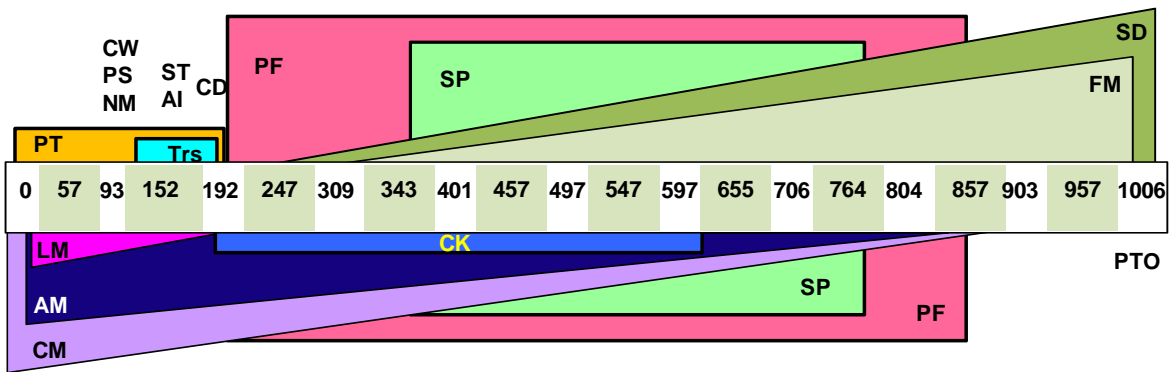 SD
CW
PS
NM
ST
AI
CD
PF
SP
FM
PT
Trs
0 57 93 152 192 247 309 343 401 457 497 547 597 655 706 764 804 857 903 957 1006
LM
CK
PTO
AM
SP
PF
CM